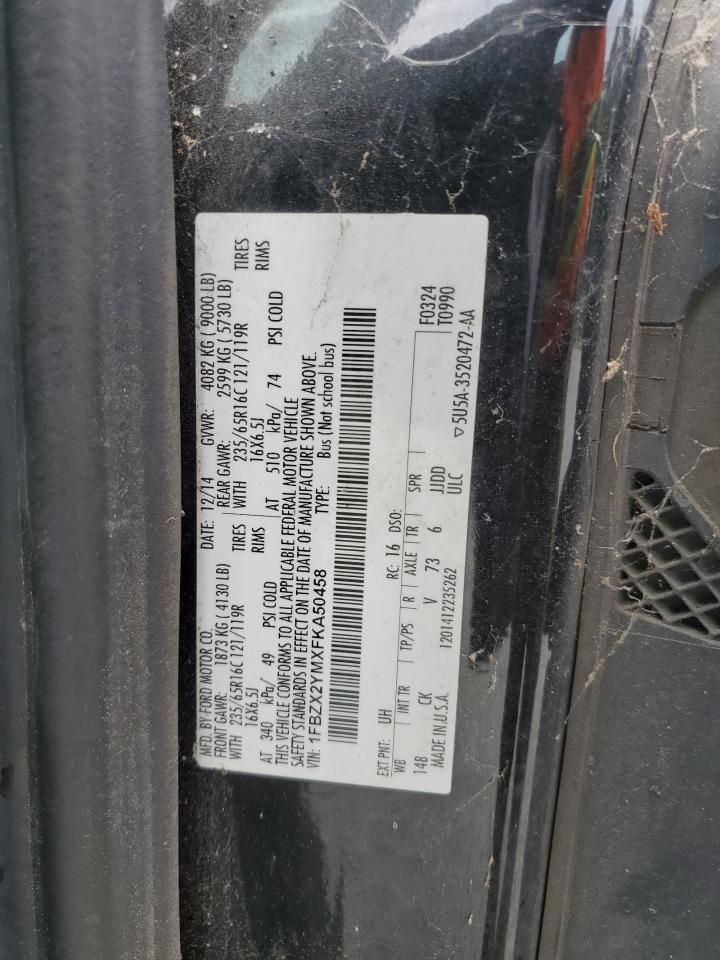 MFD. BY FORD MOTOR CO. DATE: 12/14 GVWR: 4082 KG ( 9000 LB)
FRONT GAWR: 1873 KG ( 4130 LB) REAR GAWR: 2599 KG ( 5730 LB)
WITH 235/65R16C 121/119R TIRES WITH 235/65R16C 121/119R TIRES
16X6.5J RIMS 16X6.5J RIMS
AT 340 kPa/ 49 PSI COLD AT 510 kPa/ 74 PSI COLD
THIS VEHICLE CONFORMS TO ALL APPLICABLE FEDERAL MOTOR VEHICLE
SAFETY STANDARDS IN EFFECT ON THE DATE OF MANUFACTURE SHOWN ABOVE.
VIN: 1FBZX2YMXFKA50458 TYPE: Bus (Not school bus)
F0324
T0990
EXT PNT: UH RC: 16 DSO:
WB INT TR TP/PS R AXLE TR SPR
▽5U5A-3520472-AA
148 CK V 73 6 JJDD
MADE IN U.S.A. 1201412235262 ULC